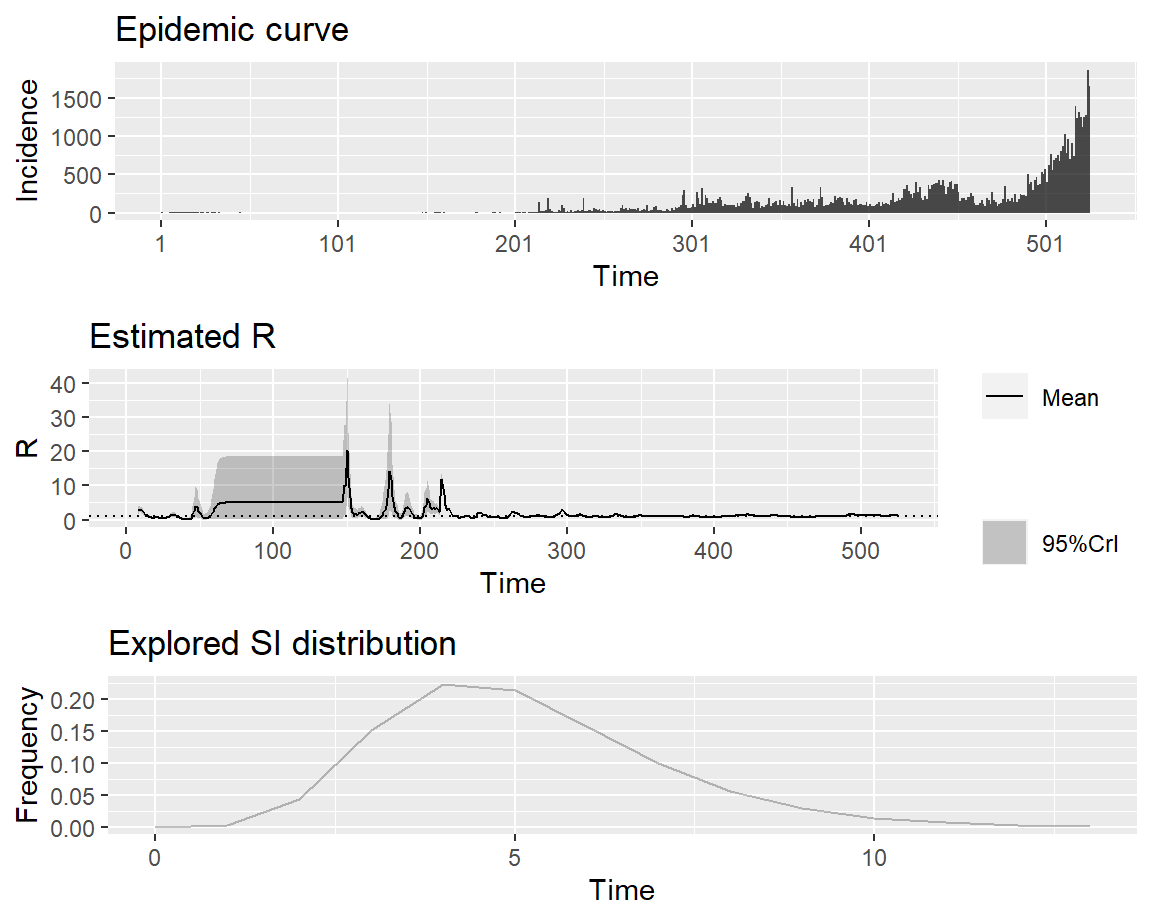 Epidemic curve
Incidence
1500
1000
500
0
1 101 201 301 401 501
Time
Estimated R
R
40
30
20
10
0
0 100 200 300 400 500
Time
Mean
95%CrI
Explored SI distribution
Frequency
0.20
0.15
0.10
0.05
0.00
0 5 10
Time